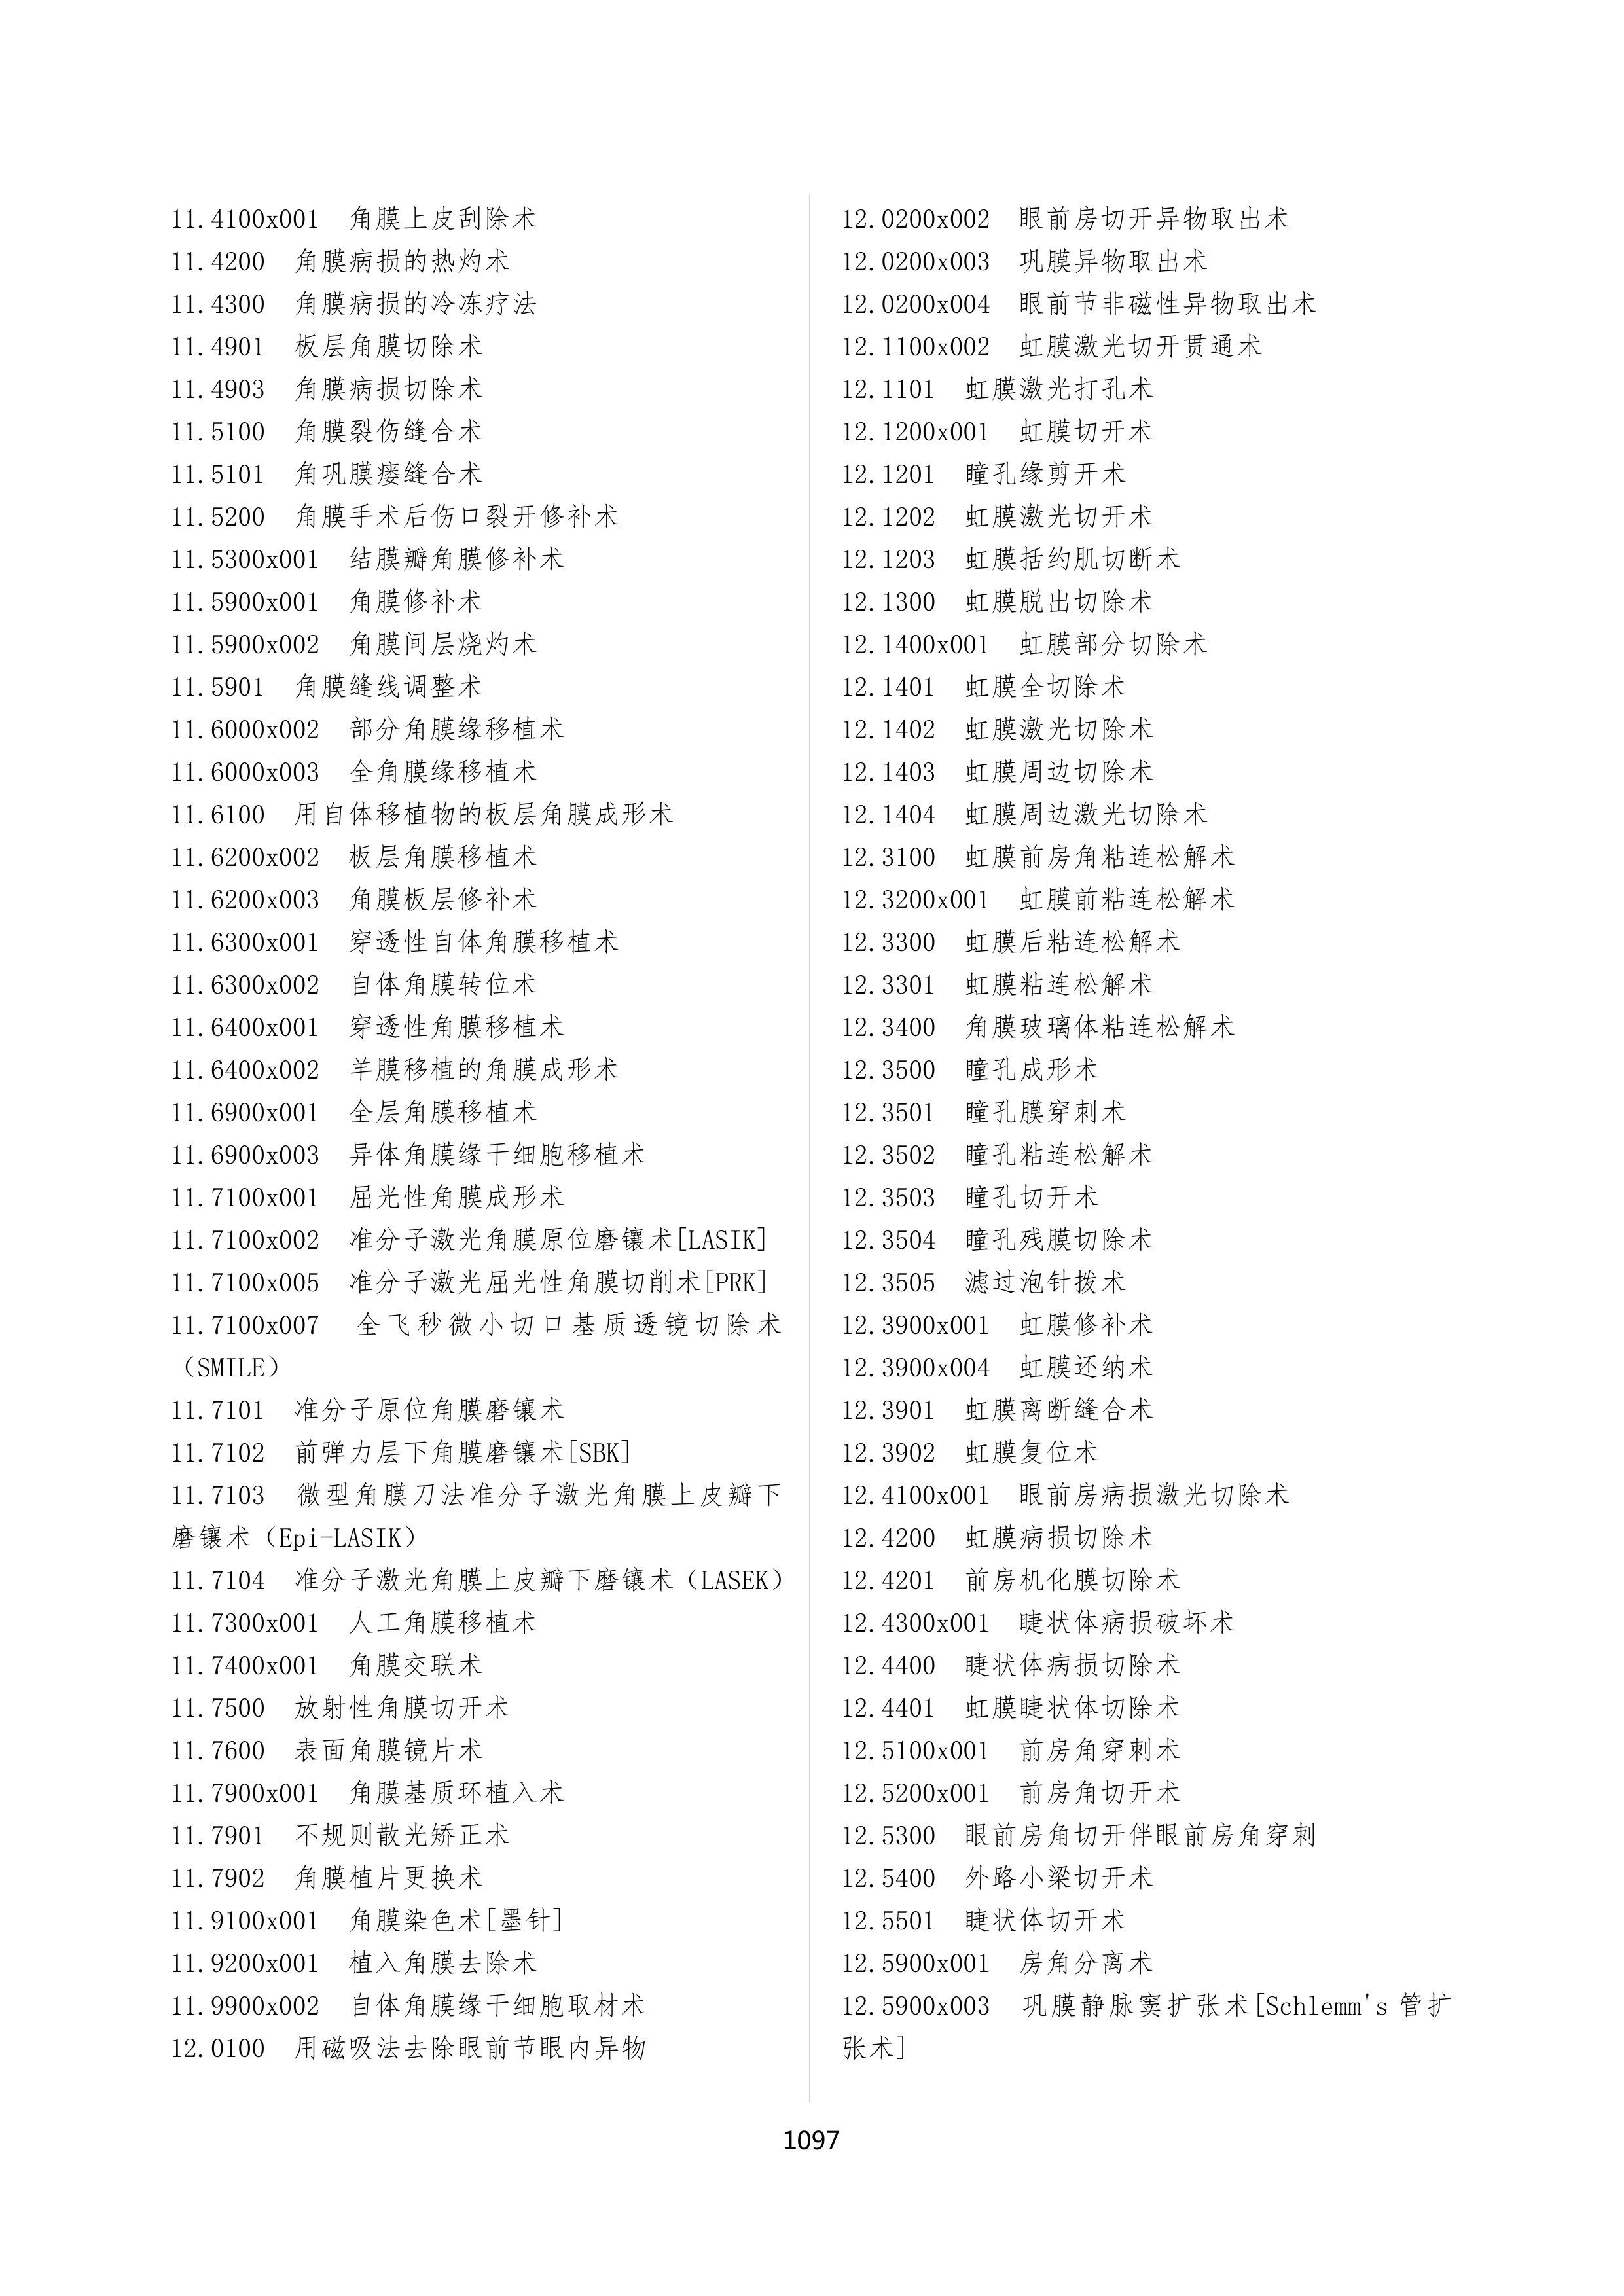 11.4100x001 角膜上皮刮除术
11.4200 角膜病损的热灼术
11.4300 角膜病损的冷冻疗法
11.4901 板层角膜切除术
11.4903 角膜病损切除术
11.5100 角膜裂伤缝合术
11.5101 角巩膜瘘缝合术
11.5200 角膜手术后伤口裂开修补术
11.5300x001 结膜瓣角膜修补术
11.5900x001 角膜修补术
11.5900x002 角膜间层烧灼术
11.5901 角膜缝线调整术
11.6000x002 部分角膜缘移植术
11.6000x003 全角膜缘移植术
11.6100 用自体移植物的板层角膜成形术
11.6200x002 板层角膜移植术
11.6200x003 角膜板层修补术
11.6300x001 穿透性自体角膜移植术
11.6300x002 自体角膜转位术
11.6400x001 穿透性角膜移植术
11.6400x002 羊膜移植的角膜成形术
11.6900x001 全层角膜移植术
11.6900x003 异体角膜缘干细胞移植术
11.7100x001 屈光性角膜成形术
11.7100x002 准分子激光角膜原位磨镶术[LASIK]
11.7100x005 准分子激光屈光性角膜切削术[PRK]
11.7100x007 全飞秒微小切口基质透镜切除术
（SMILE）
11.7101 准分子原位角膜磨镶术
11.7102 前弹力层下角膜磨镶术[SBK]
11.7103 微型角膜刀法准分子激光角膜上皮瓣下
磨镶术（Epi-LASIK）
11.7104 准分子激光角膜上皮瓣下磨镶术（LASEK）
11.7300x001 人工角膜移植术
11.7400x001 角膜交联术
11.7500 放射性角膜切开术
11.7600 表面角膜镜片术
11.7900x001 角膜基质环植入术
11.7901 不规则散光矫正术
11.7902 角膜植片更换术
11.9100x001 角膜染色术[墨针]
11.9200x001 植入角膜去除术
11.9900x002 自体角膜缘干细胞取材术
12.0100 用磁吸法去除眼前节眼内异物
12.0200x002 眼前房切开异物取出术
12.0200x003 巩膜异物取出术
12.0200x004 眼前节非磁性异物取出术
12.1100x002 虹膜激光切开贯通术
12.1101 虹膜激光打孔术
12.1200x001 虹膜切开术
12.1201 瞳孔缘剪开术
12.1202 虹膜激光切开术
12.1203 虹膜括约肌切断术
12.1300 虹膜脱出切除术
12.1400x001 虹膜部分切除术
12.1401 虹膜全切除术
12.1402 虹膜激光切除术
12.1403 虹膜周边切除术
12.1404 虹膜周边激光切除术
12.3100 虹膜前房角粘连松解术
12.3200x001 虹膜前粘连松解术
12.3300 虹膜后粘连松解术
12.3301 虹膜粘连松解术
12.3400 角膜玻璃体粘连松解术
12.3500 瞳孔成形术
12.3501 瞳孔膜穿刺术
12.3502 瞳孔粘连松解术
12.3503 瞳孔切开术
12.3504 瞳孔残膜切除术
12.3505 滤过泡针拨术
12.3900x001 虹膜修补术
12.3900x004 虹膜还纳术
12.3901 虹膜离断缝合术
12.3902 虹膜复位术
12.4100x001 眼前房病损激光切除术
12.4200 虹膜病损切除术
12.4201 前房机化膜切除术
12.4300x001 睫状体病损破坏术
12.4400 睫状体病损切除术
12.4401 虹膜睫状体切除术
12.5100x001 前房角穿刺术
12.5200x001 前房角切开术
12.5300 眼前房角切开伴眼前房角穿刺
12.5400 外路小梁切开术
12.5501 睫状体切开术
12.5900x001 房角分离术
12.5900x003 巩膜静脉窦扩张术[Schlemm's 管扩
张术]
1097